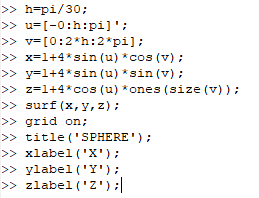 >> h=pi/30;
>> u=[-0:h:pi]';
>> v=[0:2*h:2*pi];
>> x=1+4*sin(u)*cos(v);
>> y=1+4*sin(u)*sin(v);
>> z=1+4*cos(u)*ones(size(v));
>> surf(x,y,z);
>> grid on;
>> title('SPHERE');
>> xlabel('X');
>> ylabel('Y');
>> zlabel('Z');